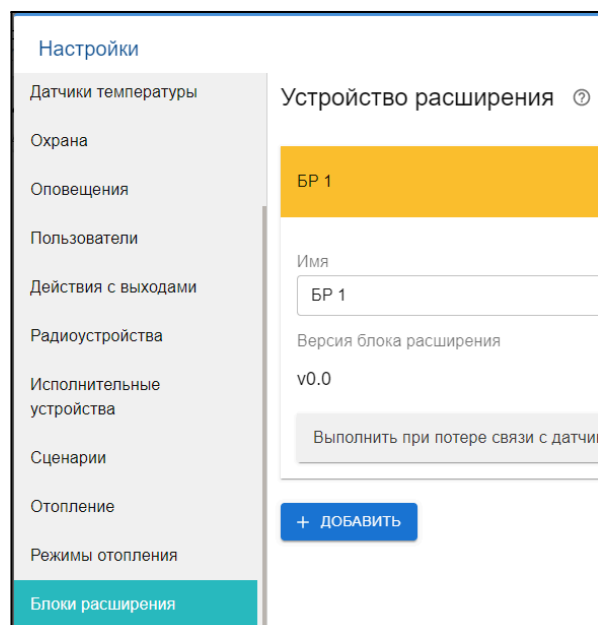 Настройки
Датчики температуры
Охрана
Оповещения
Пользователи
Действия с выходами
Радиоустройства
Исполнительные
устройства
Сценарии
Отопление
Режимы отопления
Блоки расширения
Устройство расширения
БР 1
Имя
БР 1
Версия блока расширения
v0.0
Выполнить при потере связи с датчи
+ ДОБАВИТЬ